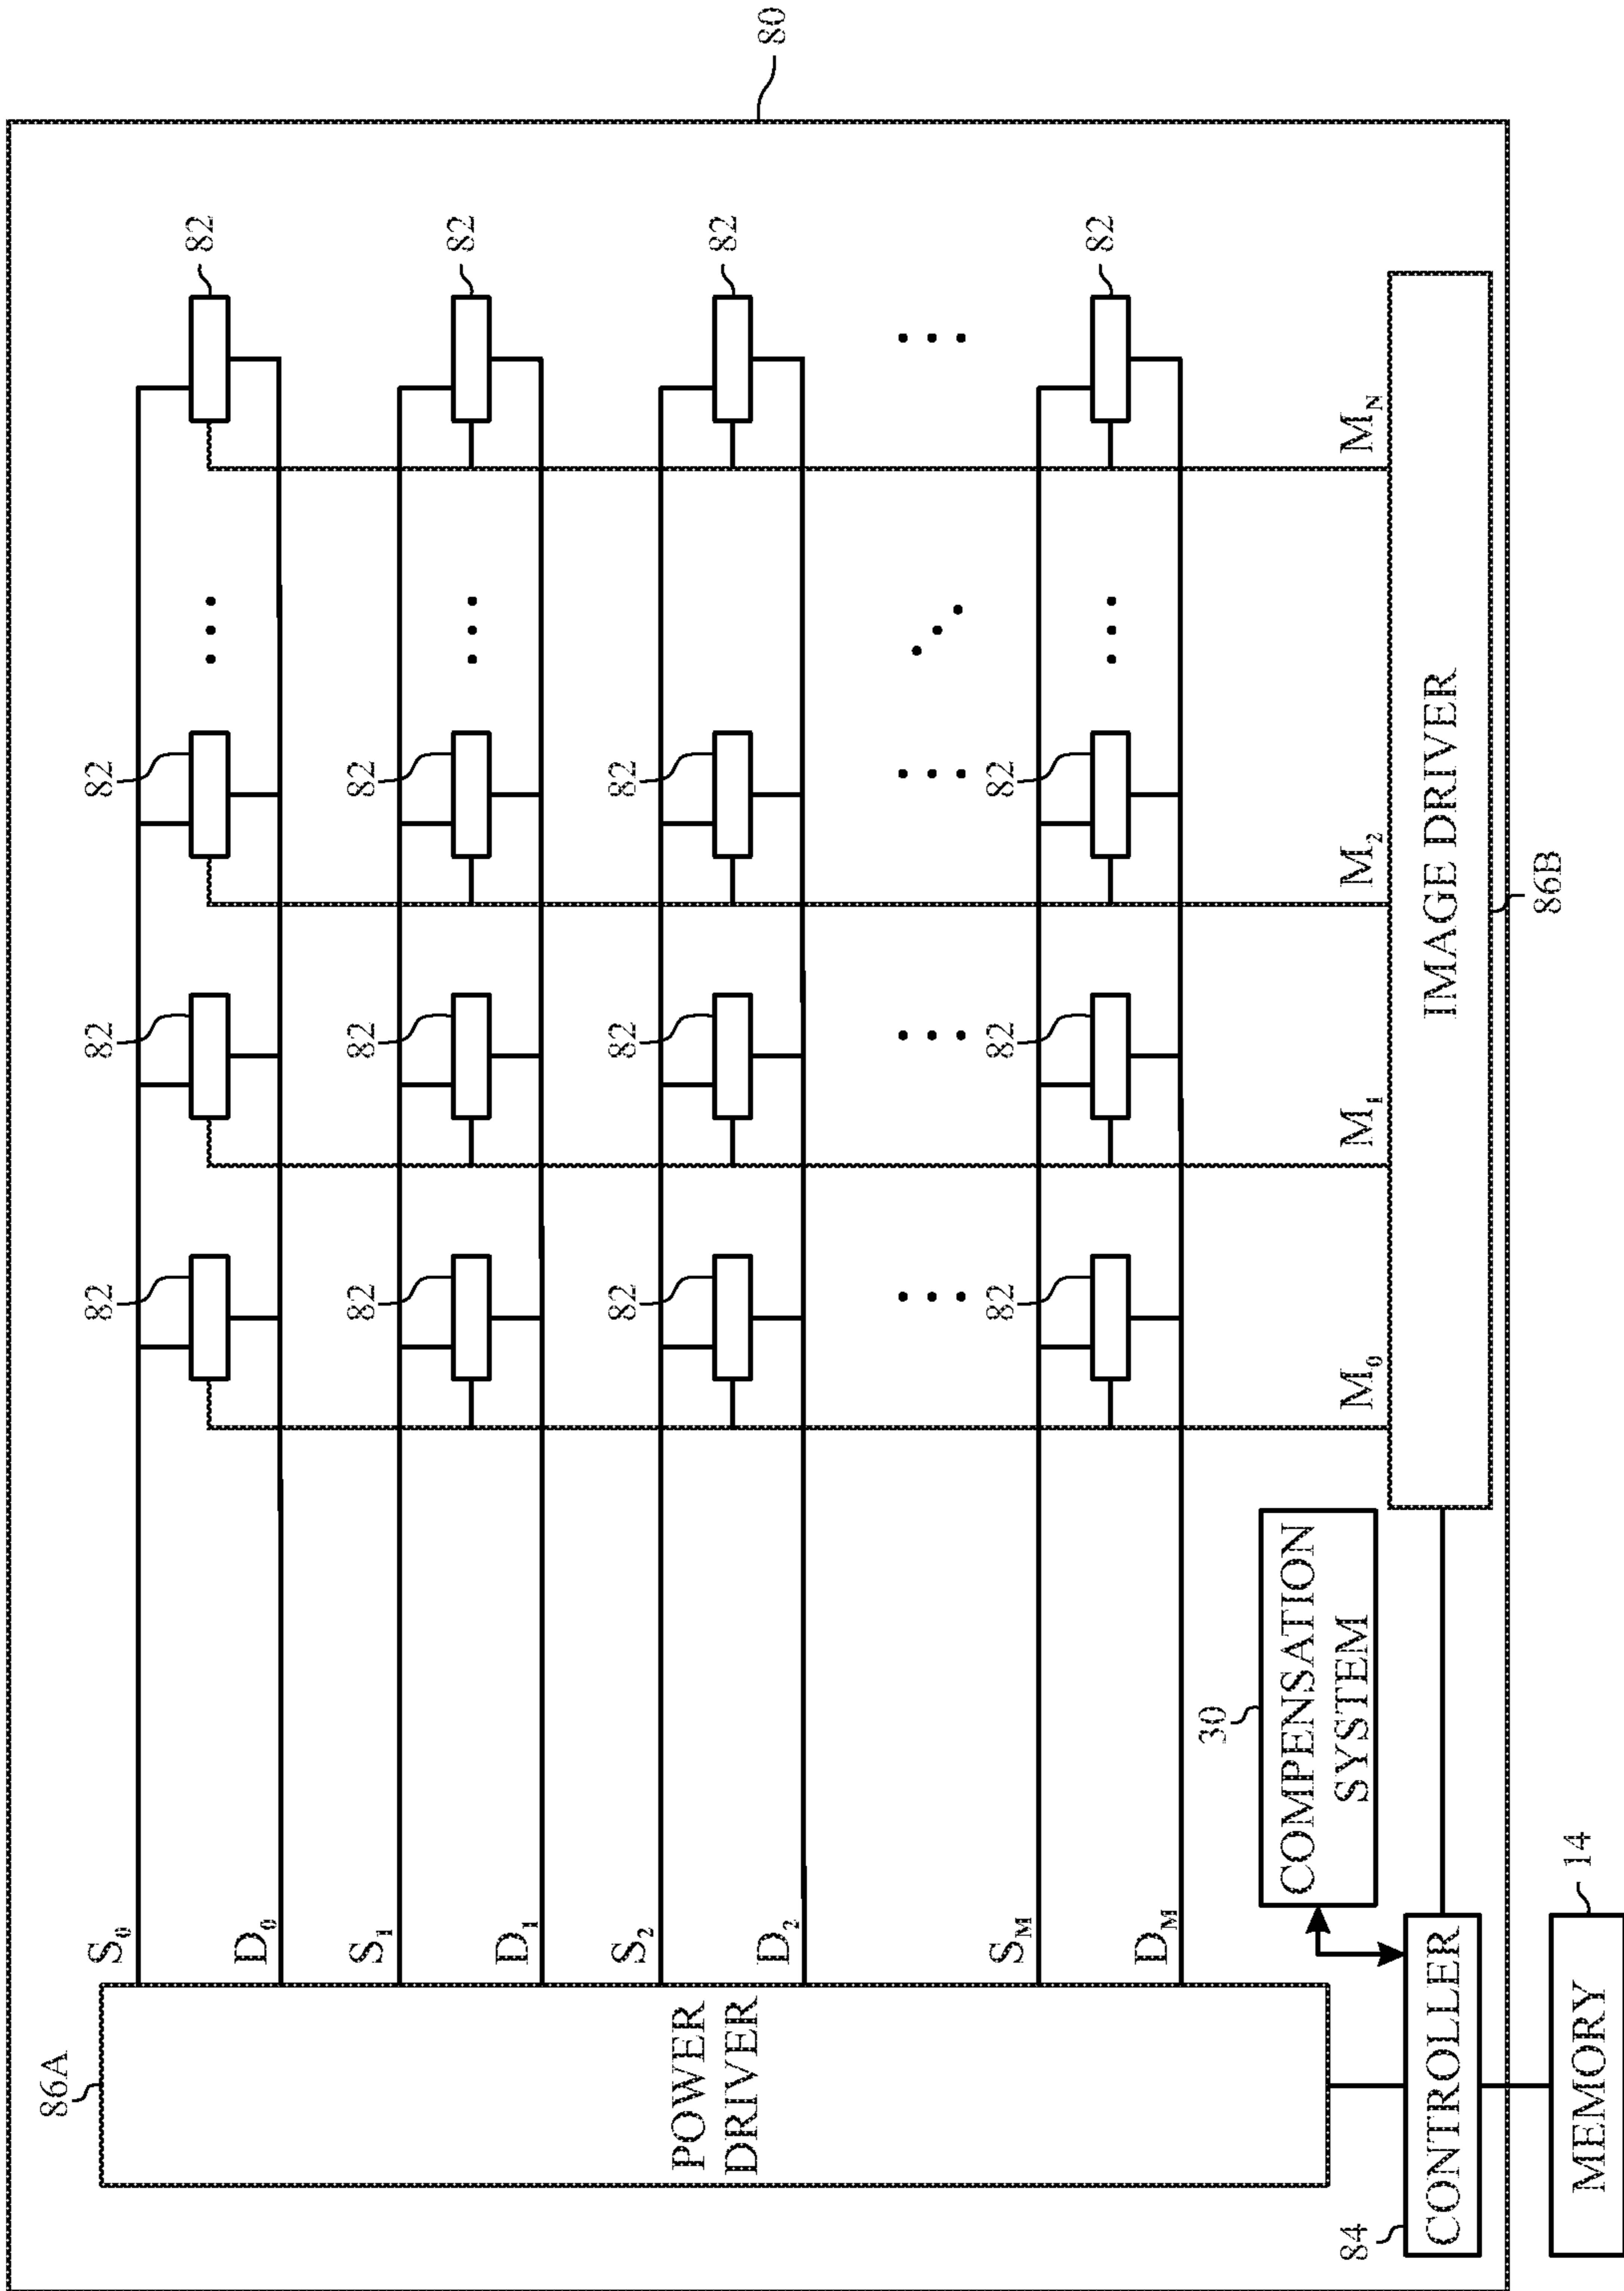 80
86A
POWER
DRIVER
S0
82 82 82 82
D0
S1
82 82 82 82
D1
S2
82 82 82 82
D2
SM
82 82 82 82
DM
30
COMPENSATION
SYSTEM
M0 M1 M2 MN
84
CONTROLLER
IMAGE DRIVER
86B
MEMORY
14